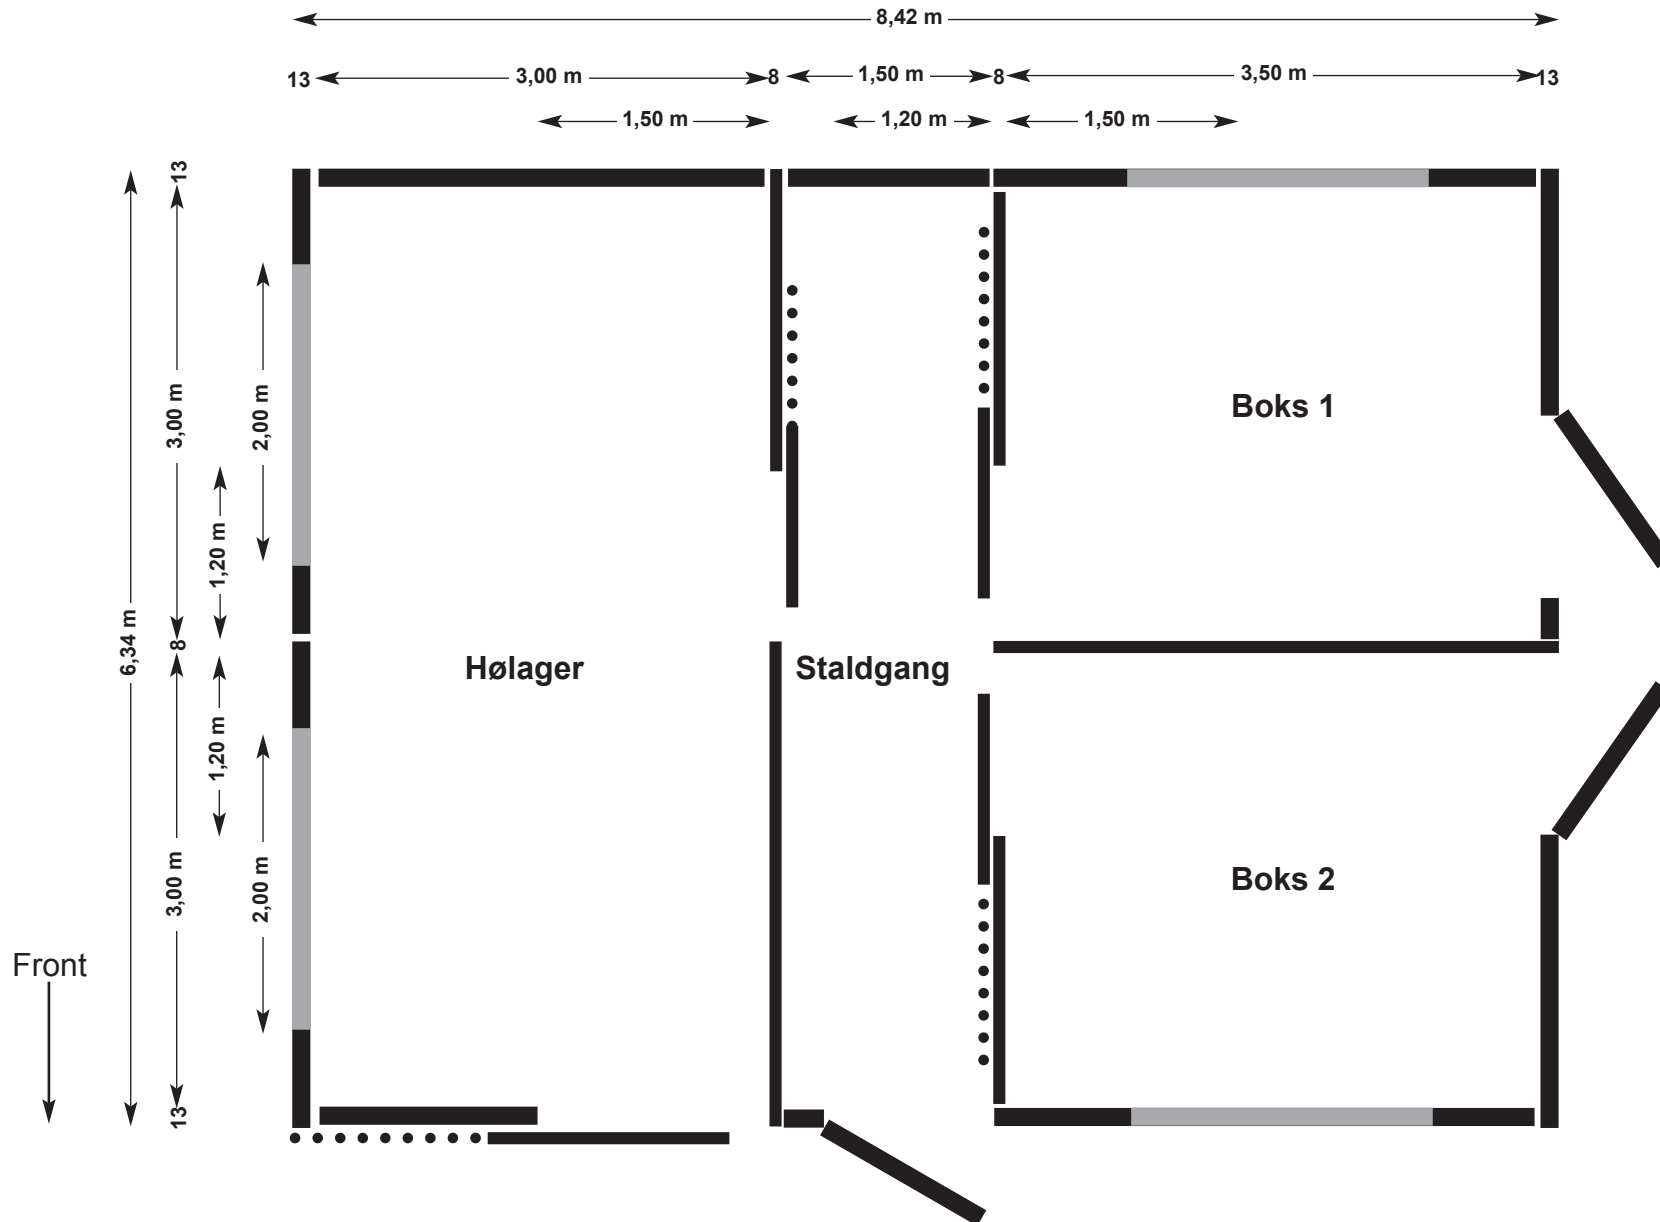 8,42 m
13
3,00 m
8
1,50 m
8
3,50 m
13
1,50 m
1,20 m
1,50 m
13
3,00 m
2,00 m
1,20 m
6,34 m
8
1,20 m
3,00 m
2,00 m
13
Boks 1
Hølager
Staldgang
Boks 2
Front